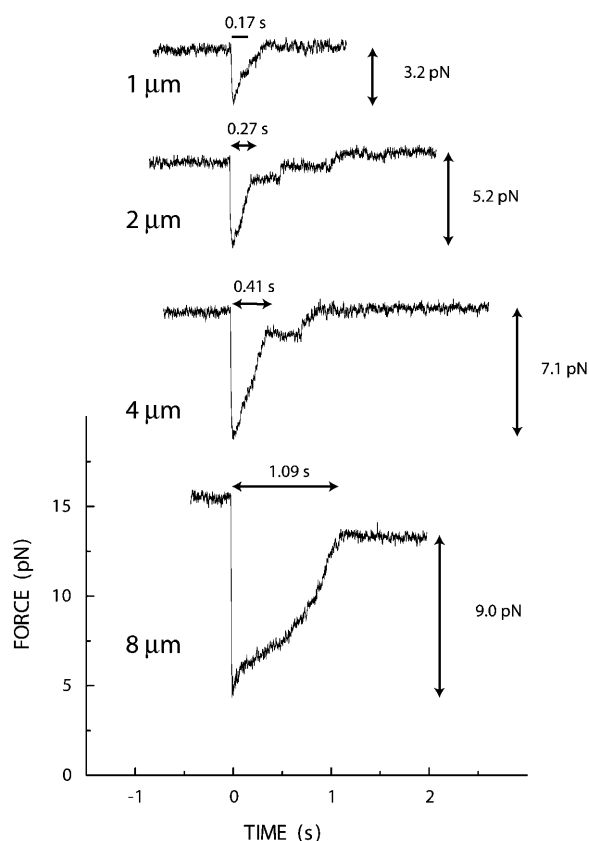 0.17 s
3.2 pN
1 μm
0.27 s
5.2 pN
2 μm
0.41 s
7.1 pN
4 μm
1.09 s
15
FORCE (pN)
10
9.0 pN
8 μm
5
0
-1 0 1 2
TIME (s)